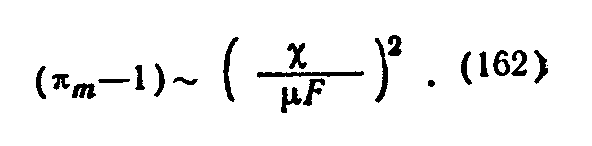 (π_m—1)~ (χ / μF)² . (162)